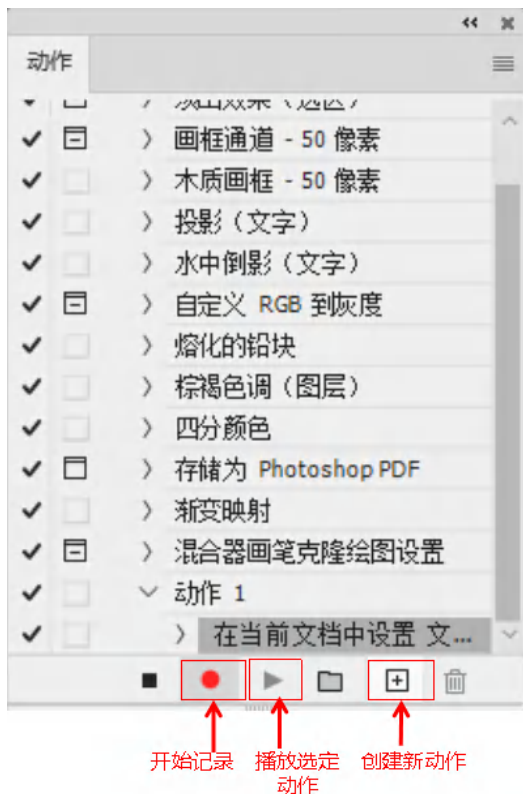 动作
画框通道 - 50 像素
木质画框 - 50 像素
投影（文字）
水中倒影（文字）
自定义 RGB 到灰度
熔化的铅块
棕褐色调（图层）
四分颜色
存储为 Photoshop PDF
渐变映射
混合器画笔克隆绘图设置
动作 1
在当前文档中设置 文...
开始记录 播放选定 创建新动作
动作